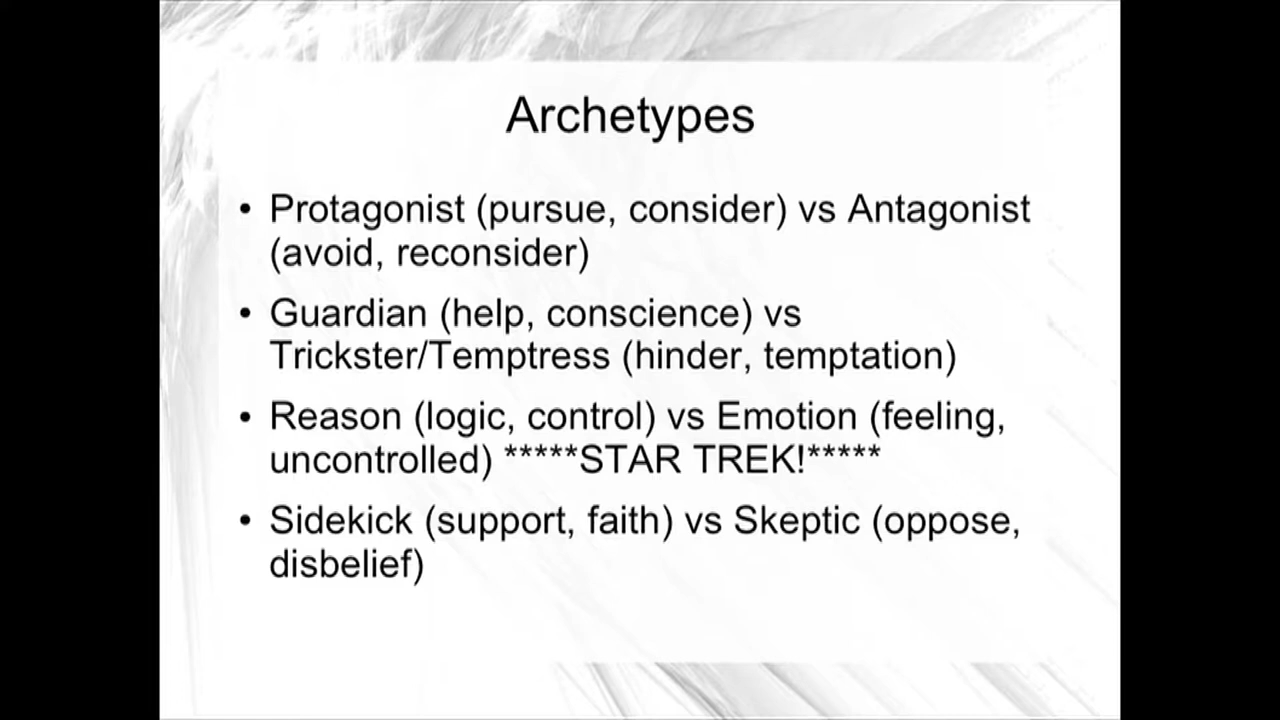 Archetypes
• Protagonist (pursue, consider) vs Antagonist
(avoid, reconsider)
• Guardian (help, conscience) vs
Trickster/Temptress (hinder, temptation)
• Reason (logic, control) vs Emotion (feeling,
uncontrolled) *****STAR TREK!*****
• Sidekick (support, faith) vs Skeptic (oppose,
disbelief)